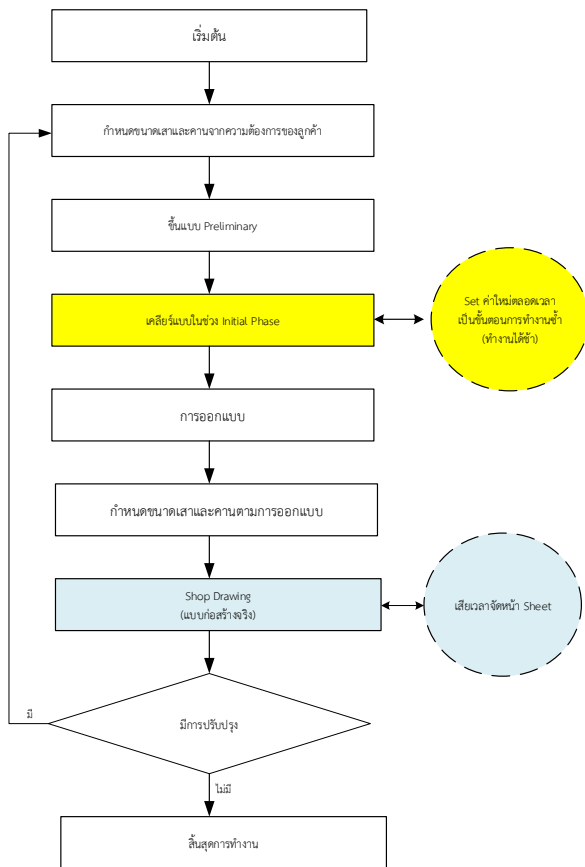 เริ่มต้น
กำหนดขนาดเสาและคานจากความต้องการของลูกค้า
ขึ้นแบบ Preliminary
เคลียร์แบบในช่วง Initial Phase
Set ค่าใหม่ตลอดเวลา
เป็นขั้นตอนการทำงานซ้ำ
(ทำงานได้ช้า)
การออกแบบ
กำหนดขนาดเสาและคานตามการออกแบบ
Shop Drawing
(แบบก่อสร้างจริง)
เสียเวลาจัดหน้า Sheet
มี
มีการปรับปรุง
ไม่มี
สิ้นสุดการทำงาน